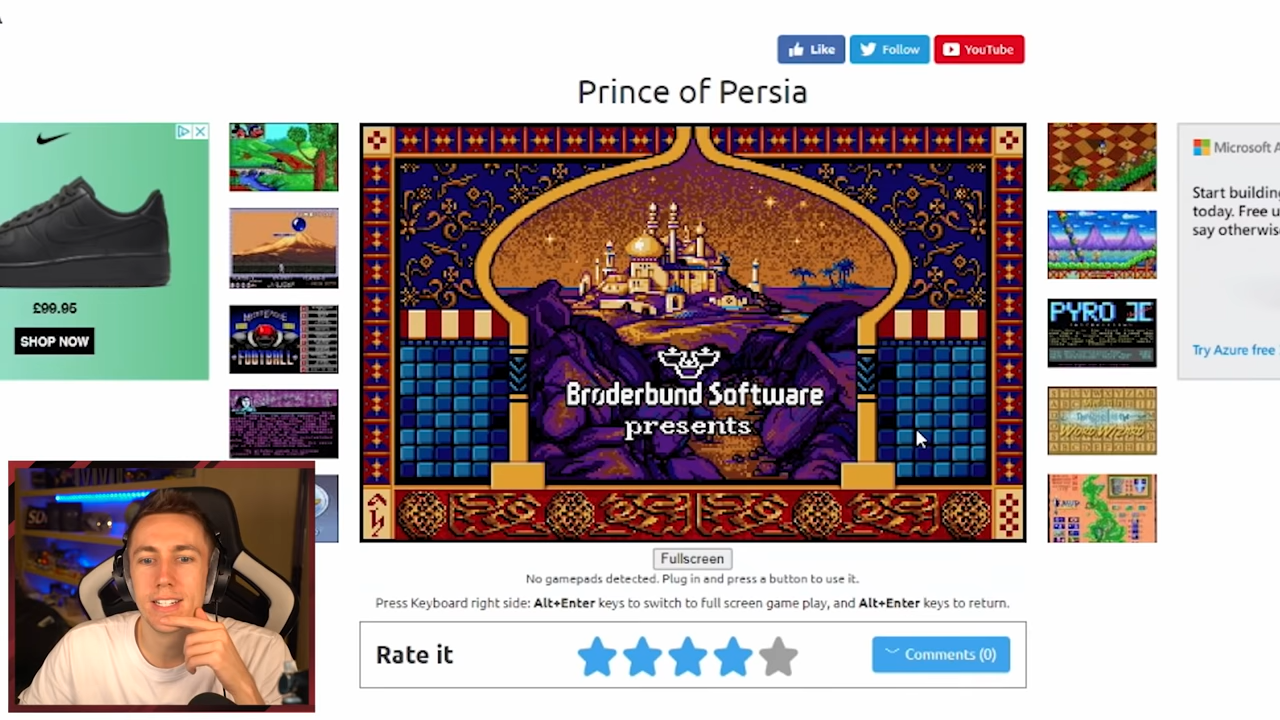 Like
Follow
YouTube
Prince of Persia
£99.95
SHOP NOW
Microsoft A
Start building
today. Free u
say otherwis
Try Azure free
FOOTBALL
PYRO
Brøderbund Software
presents
Fullscreen
No gamepads detected. Plug in and press a button to use it.
Press Keyboard right side: Alt+Enter keys to switch to full screen game play, and Alt+Enter keys to return.
Rate it
Comments (0)